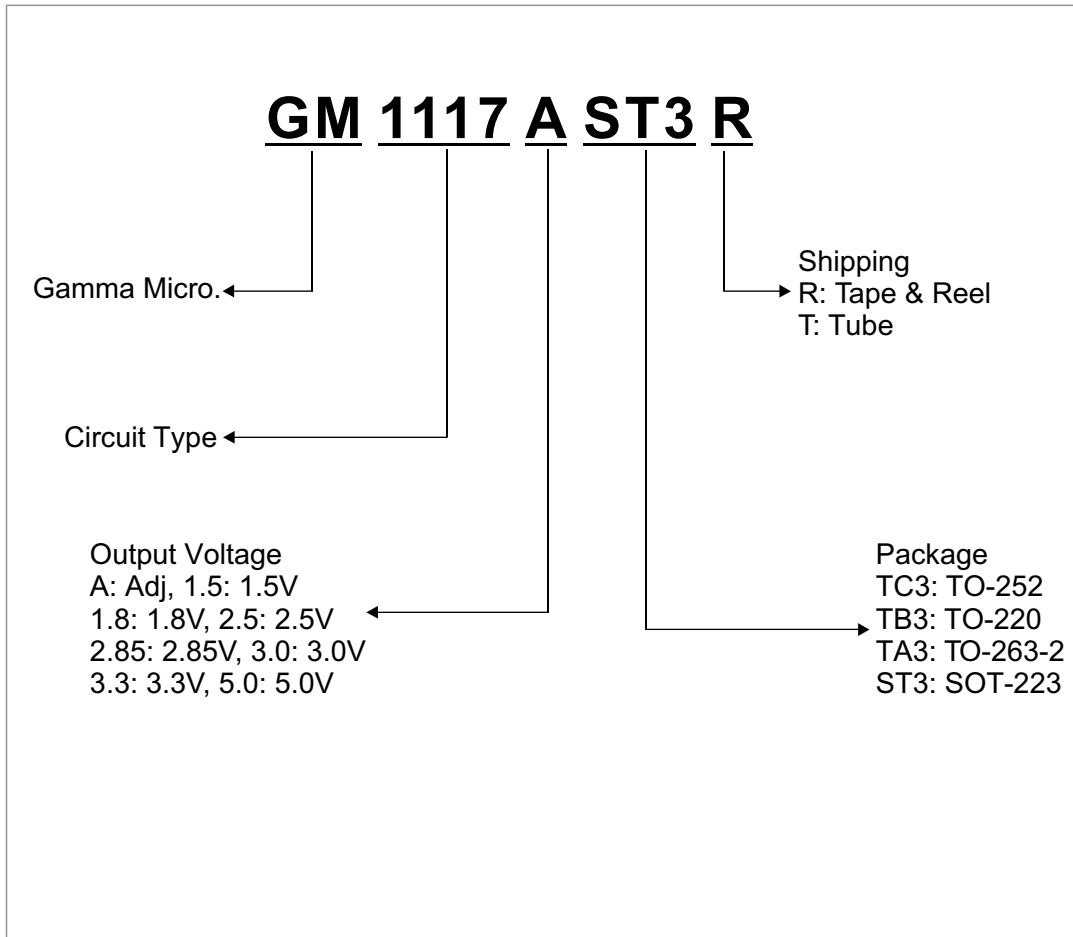 GM 1117 A ST3 R
Gamma Micro.
Shipping
R: Tape & Reel
T: Tube
Circuit Type
Output Voltage
A: Adj, 1.5: 1.5V
1.8: 1.8V, 2.5: 2.5V
2.85: 2.85V, 3.0: 3.0V
3.3: 3.3V, 5.0: 5.0V
Package
TC3: TO-252
TB3: TO-220
TA3: TO-263-2
ST3: SOT-223